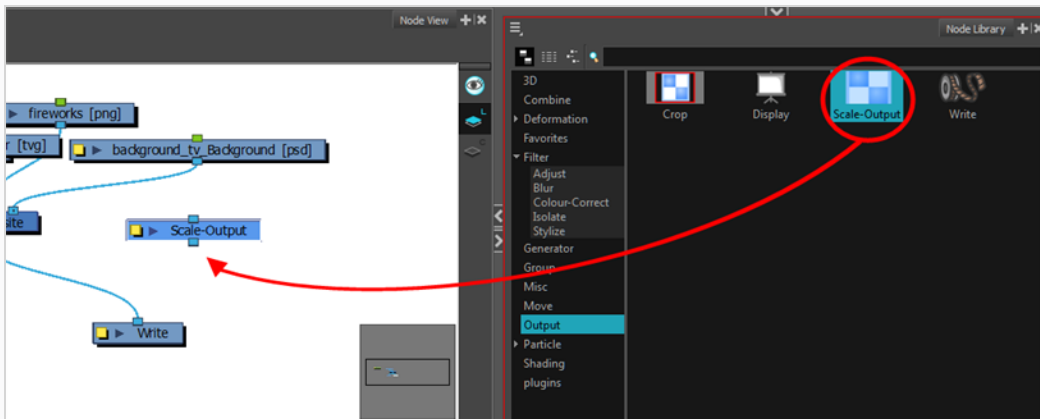 Node View
fireworks [png]
[tvg]
background_tv_Background [psd]
Scale-Output
Write
Node Library
3D
Combine
Deformation
Favorites
Filter
Adjust
Blur
Colour-Correct
Isolate
Stylize
Generator
Group
Misc
Move
Output
Particle
Shading
plugins
Crop
Display
Scale-Output
Write